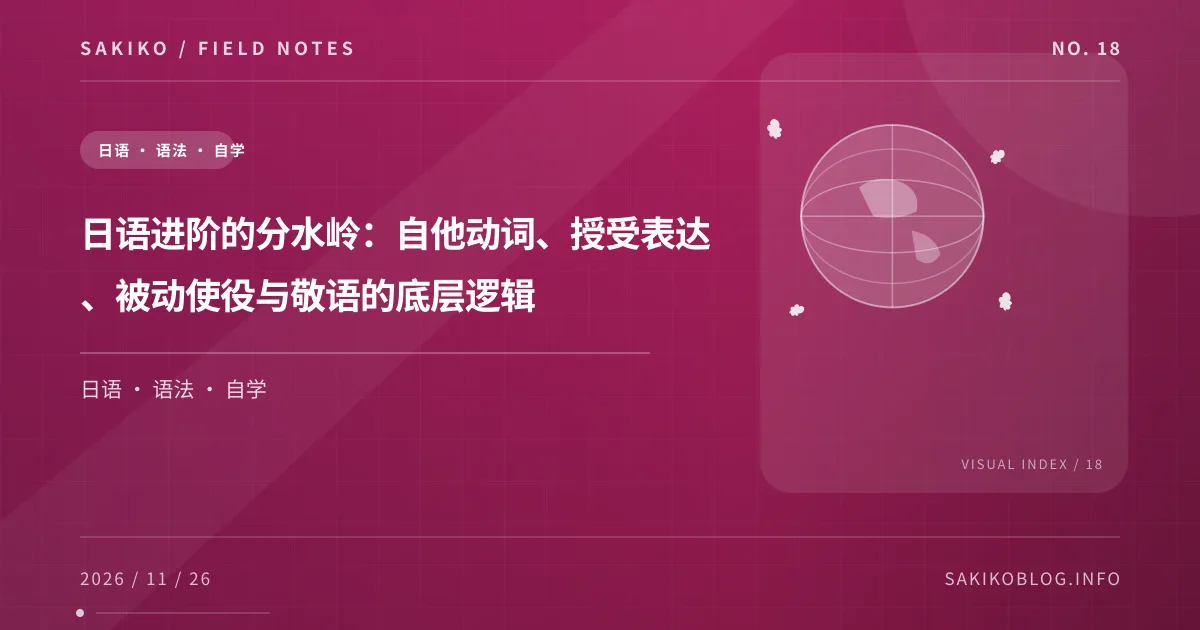 SAKIKO / FIELD NOTES
NO. 18
日语 · 语法 · 自学
日语进阶的分水岭：自他动词、授受表达
、被动使役与敬语的底层逻辑
日语 · 语法 · 自学
VISUAL INDEX / 18
2026 / 11 / 26
SAKIKOBLOG.INFO